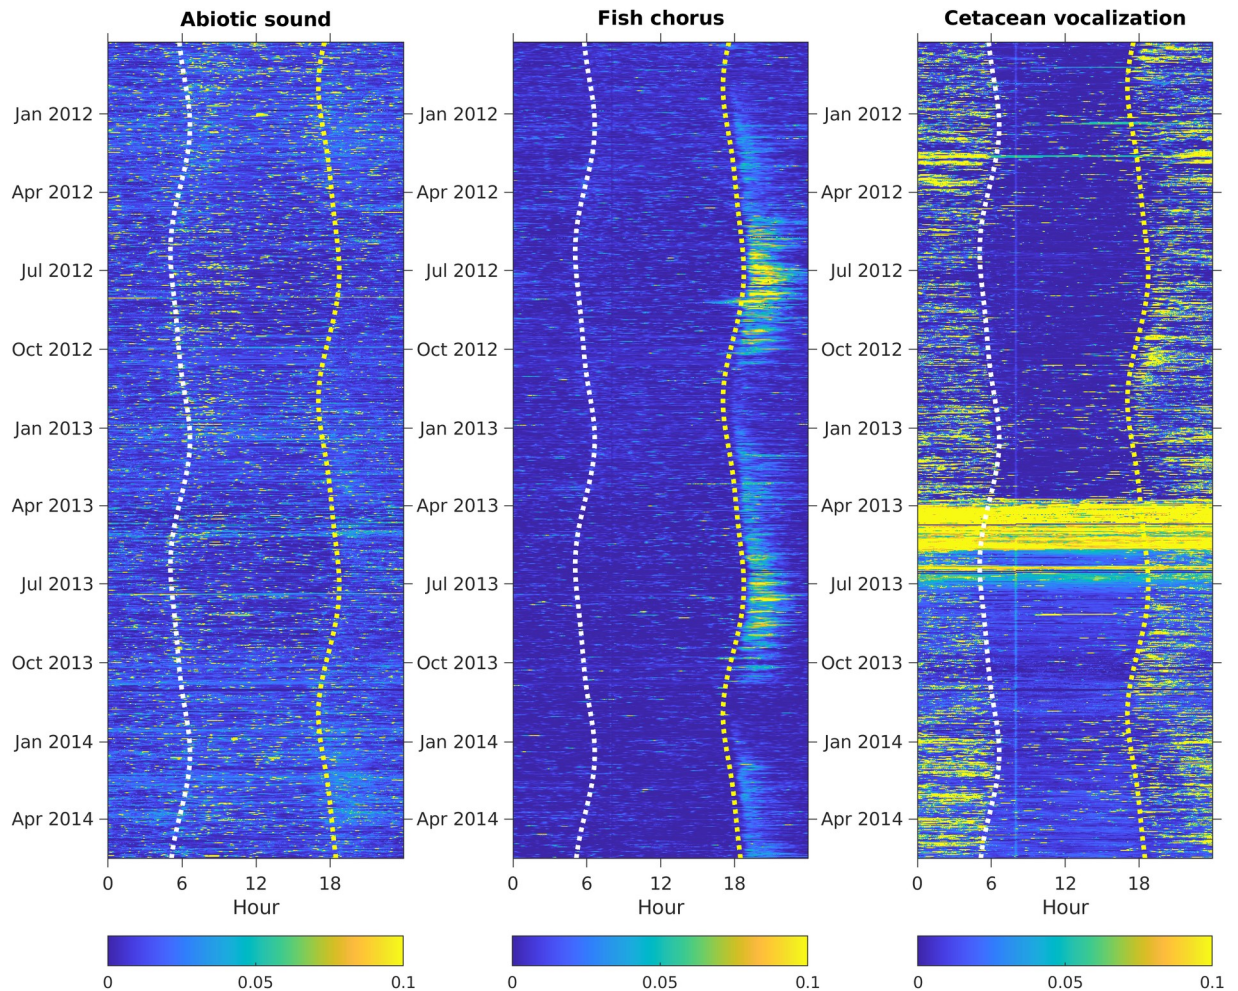 Abiotic sound
Jan 2012
Apr 2012
Jul 2012
Oct 2012
Jan 2013
Apr 2013
Jul 2013
Oct 2013
Jan 2014
Apr 2014
0 6 12 18
Hour
0 0.05 0.1
Fish chorus
Jan 2012
Apr 2012
Jul 2012
Oct 2012
Jan 2013
Apr 2013
Jul 2013
Oct 2013
Jan 2014
Apr 2014
0 6 12 18
Hour
0 0.05 0.1
Cetacean vocalization
Jan 2012
Apr 2012
Jul 2012
Oct 2012
Jan 2013
Apr 2013
Jul 2013
Oct 2013
Jan 2014
Apr 2014
0 6 12 18
Hour
0 0.05 0.1